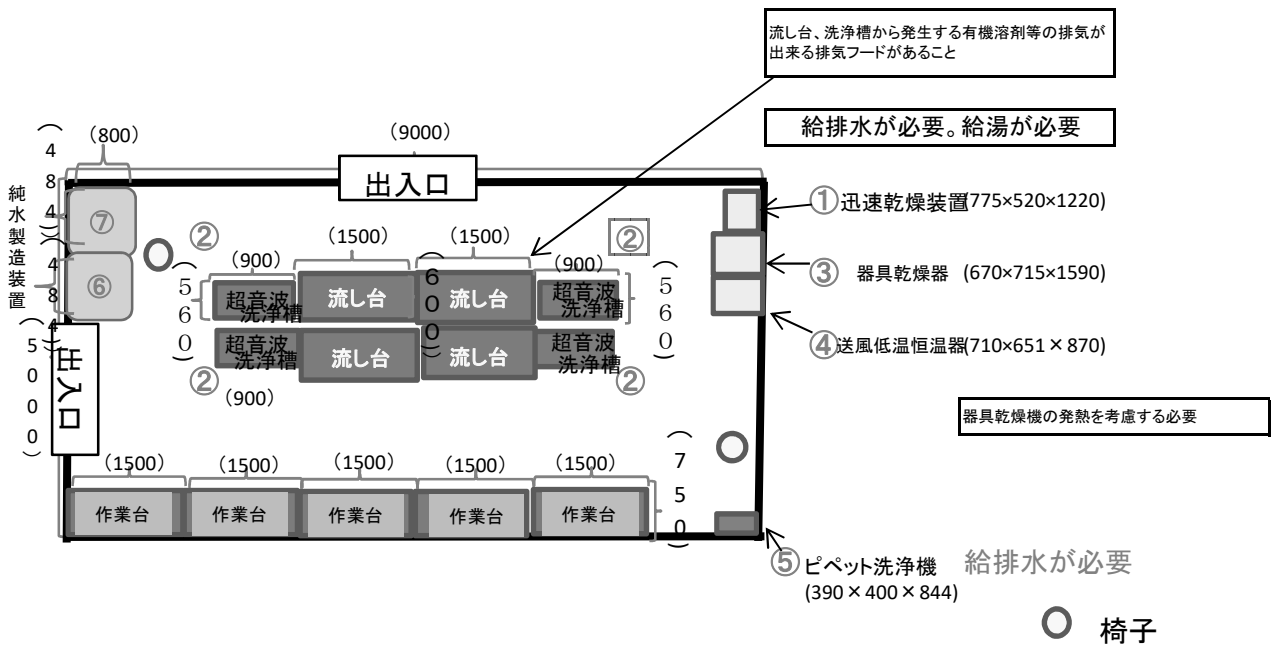 流し台、洗浄槽から発生する有機溶剤等の排気が
出来る排気フードがあること
給排水が必要。給湯が必要
(800)
(9000)
出入口
(484)
純水製造装置
⑦
⑥
(484)
(5000)
出入口
②
(1500)
(1500)
②
(900)
(900)
(560)
(600)
(560)
超音波
洗浄槽
流し台
流し台
超音波
洗浄槽
超音波
洗浄槽
流し台
流し台
超音波
洗浄槽
②
(900)
②
①迅速乾燥装置(775×520×1220)
③ 器具乾燥器 (670×715×1590)
④送風低温恒温器(710×651×870)
器具乾燥機の発熱を考慮する必要
(1500)
(1500)
(1500)
(1500)
(1500)
(750)
作業台
作業台
作業台
作業台
作業台
⑤ピペット洗浄機 給排水が必要
(390×400×844)
椅子